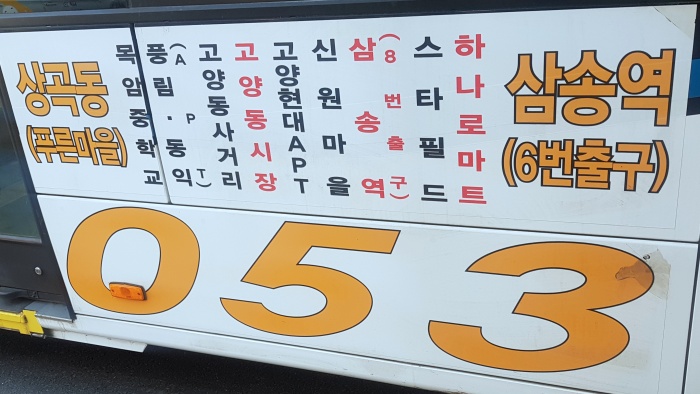 상곡동
(푸른마을)
목암중학교
풍림·동익
(APT)
고양동사거리
고양동시장
고양현대APT
신원마을
삼송역
(8번출구)
스타필드
하나로마트
삼송역
(6번출구)
053